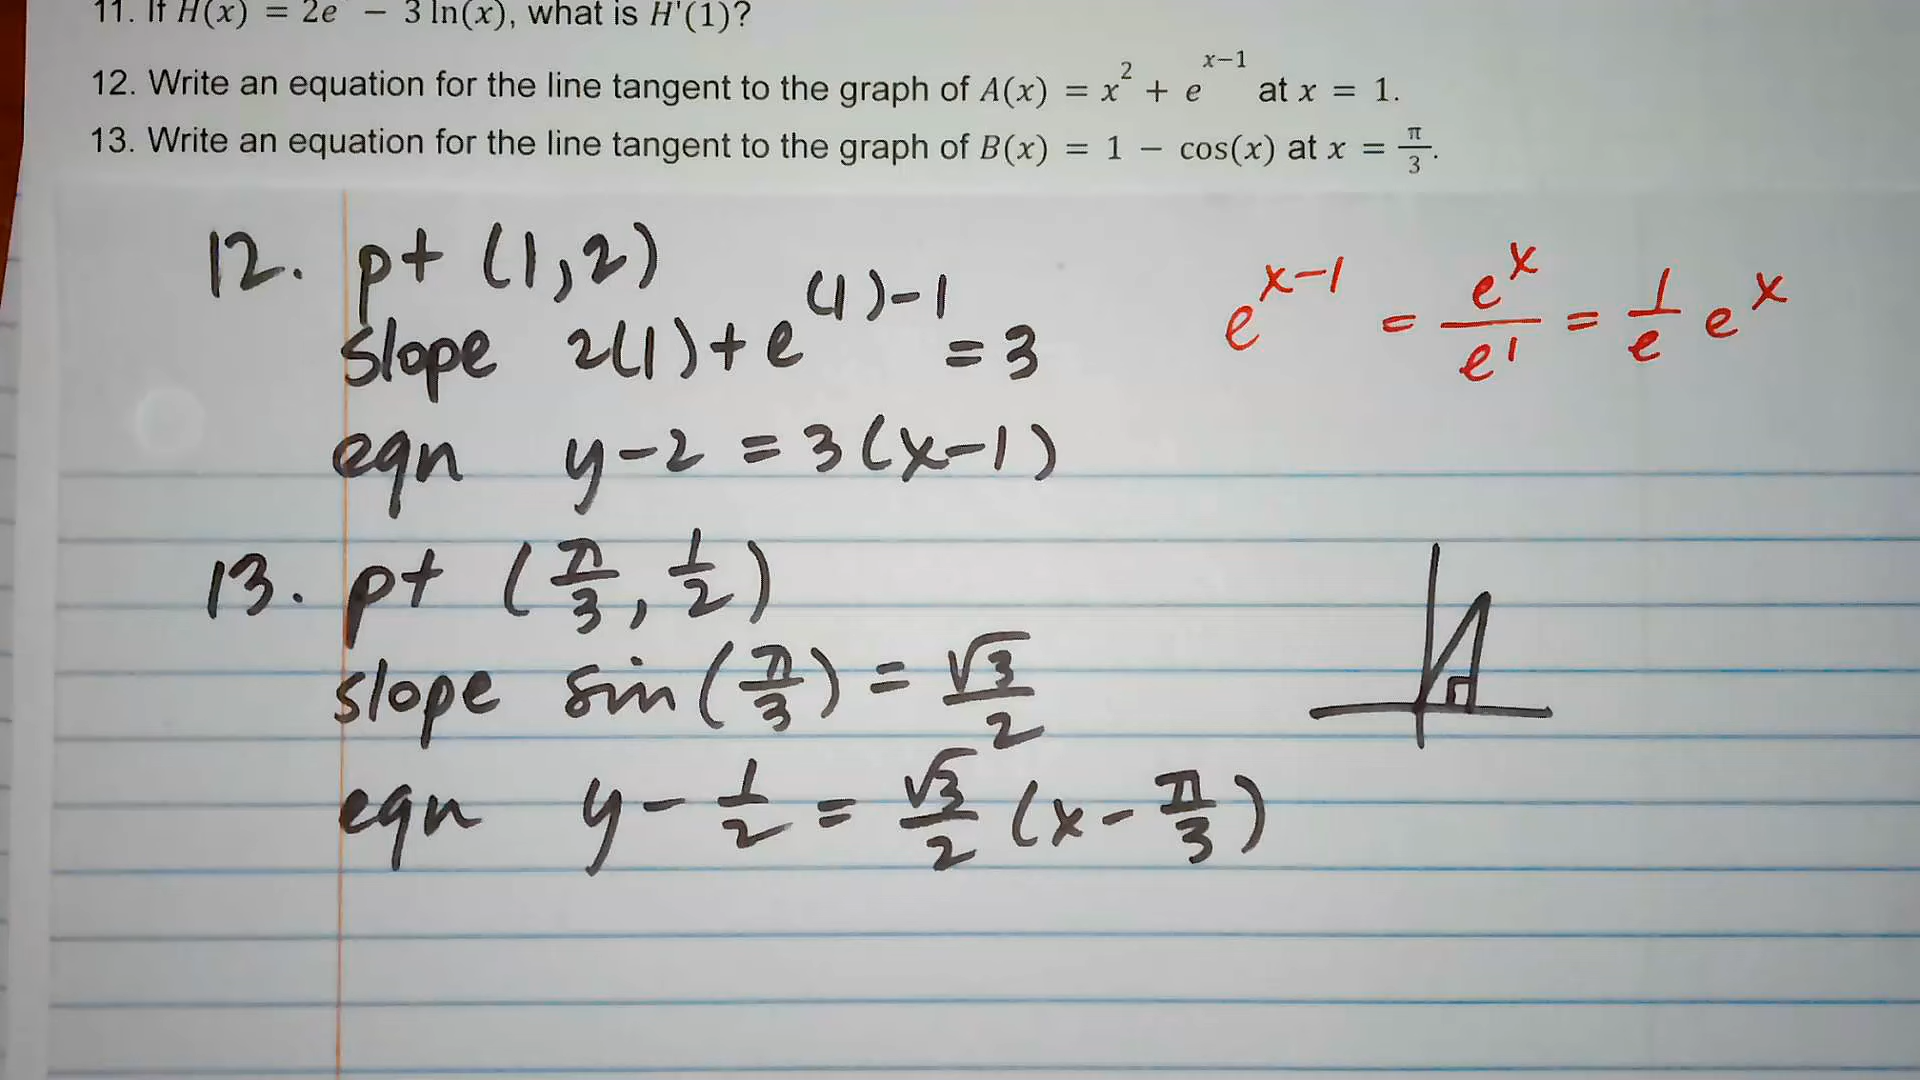 11. If H(x) = 2e − 3 ln(x), what is H'(1)?
12. Write an equation for the line tangent to the graph of A(x) = x² + e^(x−1) at x = 1.
13. Write an equation for the line tangent to the graph of B(x) = 1 − cos(x) at x = π/3.
12. pt (1,2)
slope 2(1)+e^((1)-1) = 3
e^(x-1) = e^x/e^1 = 1/e e^x
eqn y-2 = 3(x-1)
13. pt (π/3, 1/2)
slope sin(π/3) = √3/2
eqn y - 1/2 = √3/2 (x - π/3)